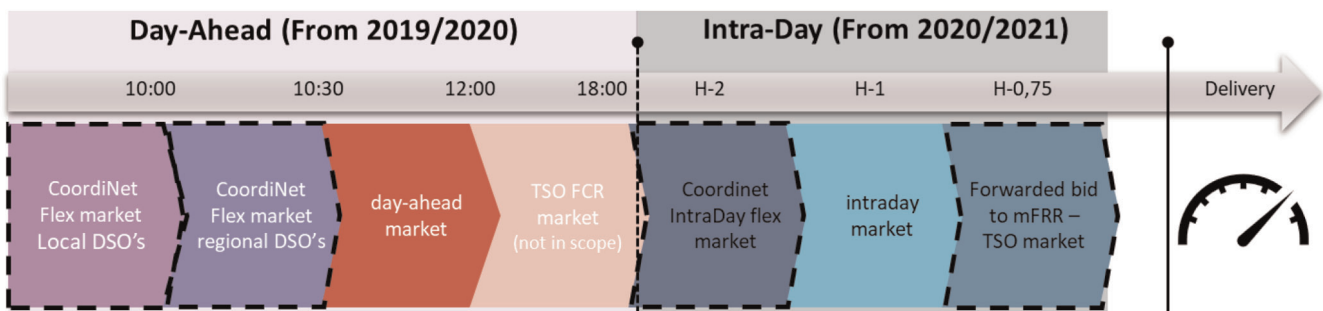 Day-Ahead (From 2019/2020)
Intra-Day (From 2020/2021)
10:00
10:30
12:00
18:00
H-2
H-1
H-0,75
Delivery
CoordiNet
Flex market
Local DSO’s
CoordiNet
Flex market
regional DSO’s
day-ahead
market
TSO FCR
market
(not in scope)
Coordinet
IntraDay flex
market
intraday
market
Forwarded bid
to mFRR –
TSO market